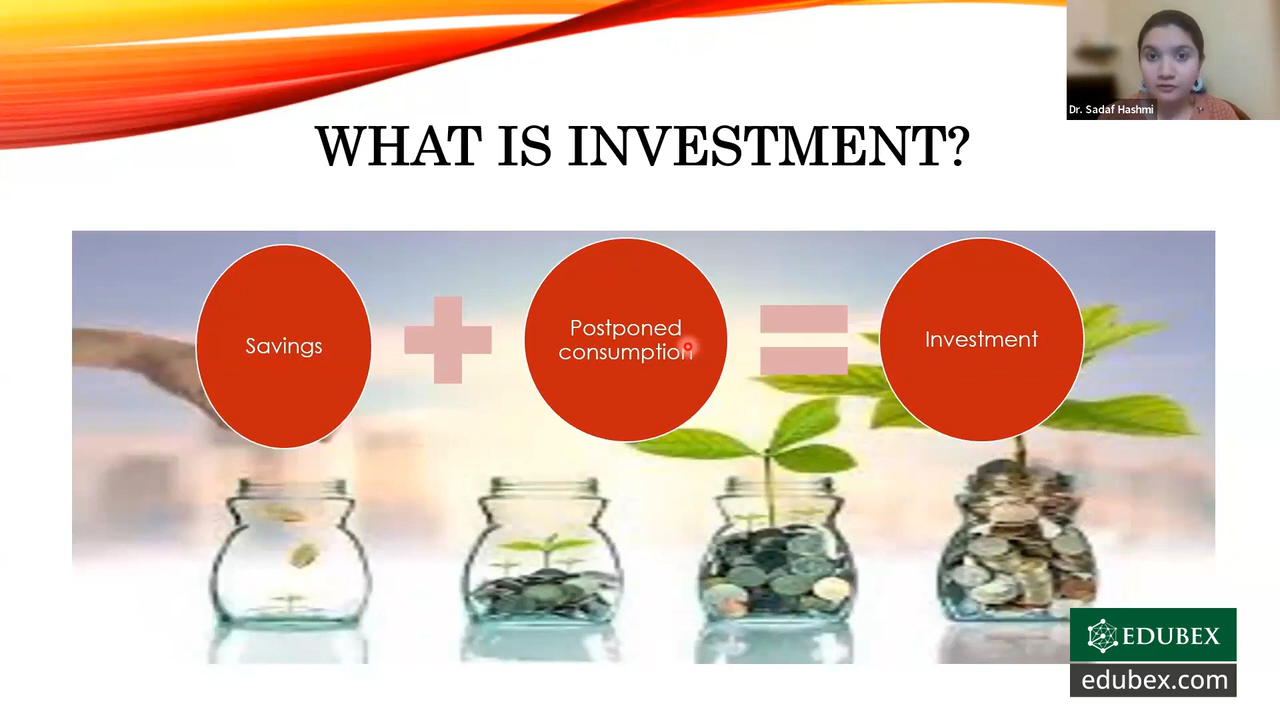 Dr. Sadaf Hashmi
WHAT IS INVESTMENT?
Savings
Postponed
consumption
Investment
EDUBEX
edubex.com